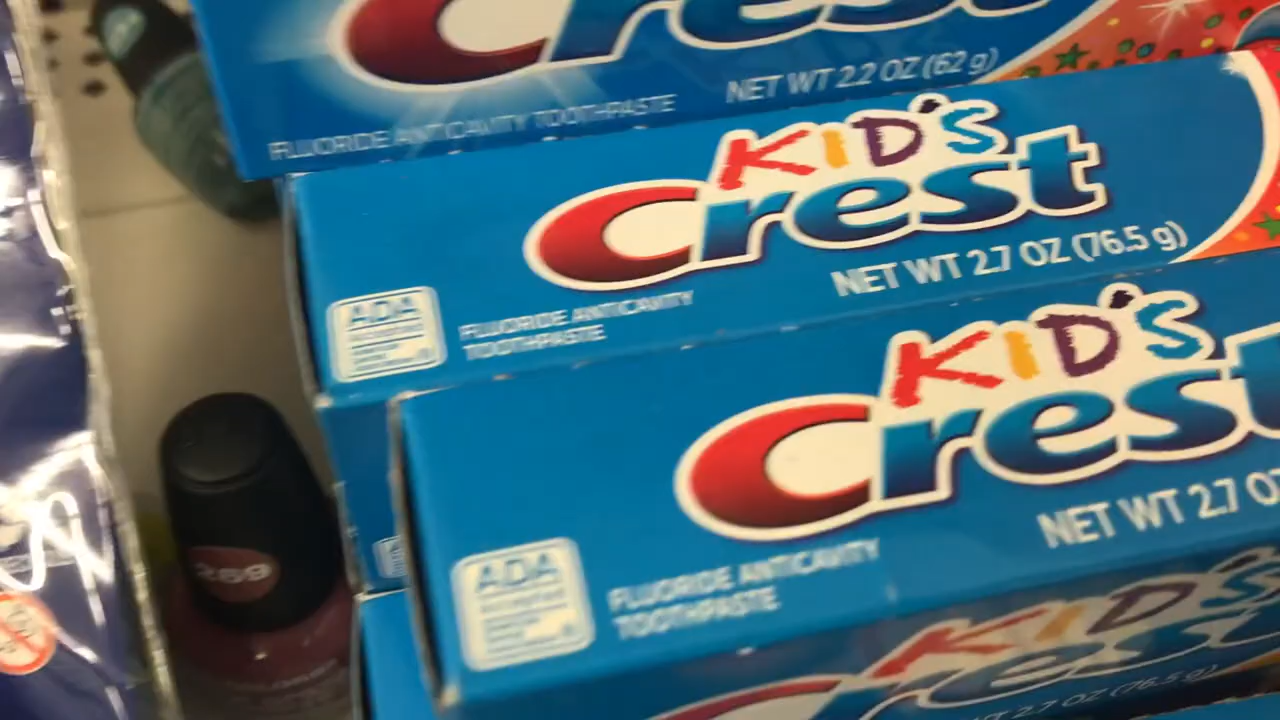 Crest
NET WT 2.2 OZ (62 g)
FLUORIDE ANTICAVITY TOOTHPASTE
KID'S
Crest
NET WT 2.7 OZ (76.5 g)
ADA
FLUORIDE ANTICAVITY
TOOTHPASTE
KID'S
Crest
NET WT 2.7 OZ
ADA
FLUORIDE ANTICAVITY
TOOTHPASTE
269
KID'S
Crest
NET WT 2.7 OZ (76.5 g)